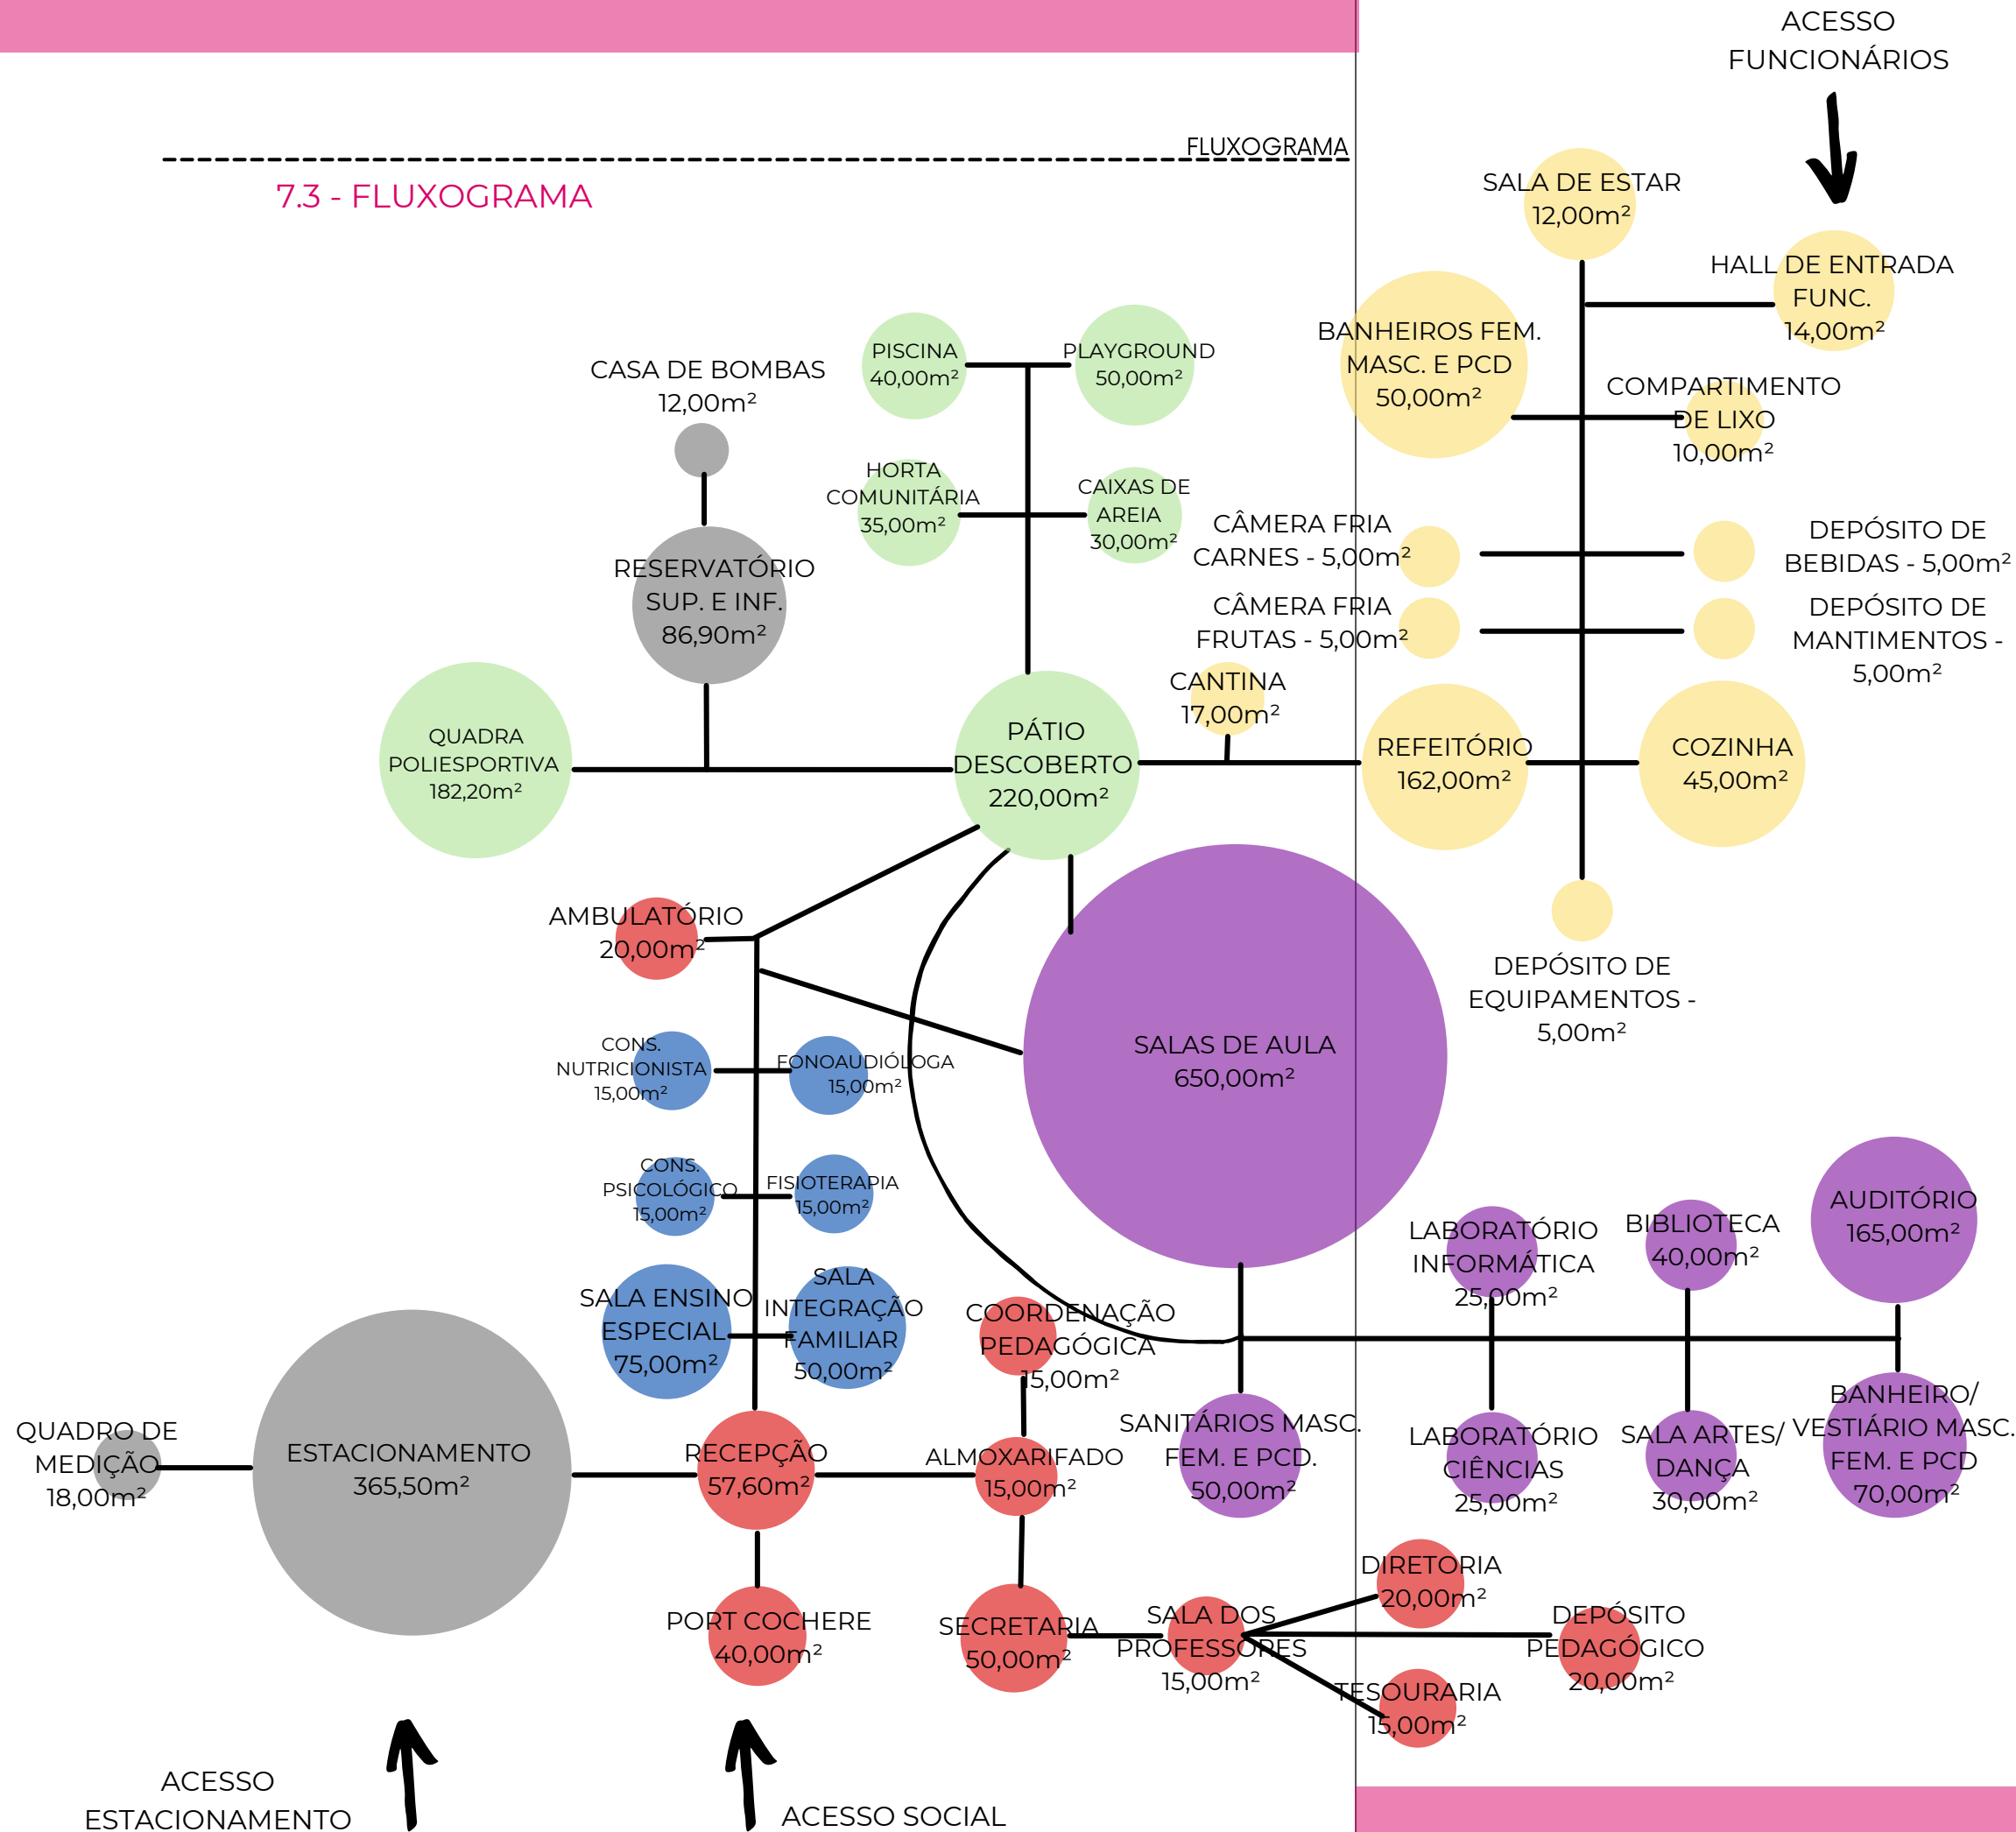 ACESSO
FUNCIONÁRIOS
FLUXOGRAMA
7.3 - FLUXOGRAMA
SALA DE ESTAR
12,00m²
HALL DE ENTRADA
FUNC.
14,00m²
BANHEIROS FEM.
MASC. E PCD
50,00m²
COMPARTIMENTO
DE LIXO
10,00m²
PISCINA
40,00m²
PLAYGROUND
50,00m²
CASA DE BOMBAS
12,00m²
HORTA
COMUNITÁRIA
35,00m²
CAIXAS DE
AREIA
30,00m²
CÂMERA FRIA
CARNES - 5,00m²
DEPÓSITO DE
BEBIDAS - 5,00m²
RESERVATÓRIO
SUP. E INF.
86,90m²
CÂMERA FRIA
FRUTAS - 5,00m²
DEPÓSITO DE
MANTIMENTOS -
5,00m²
CANTINA
17,00m²
QUADRA
POLIESPORTIVA
182,20m²
PÁTIO
DESCOBERTO
220,00m²
REFEITÓRIO
162,00m²
COZINHA
45,00m²
AMBULATÓRIO
20,00m²
DEPÓSITO DE
EQUIPAMENTOS -
5,00m²
CONS.
NUTRICIONISTA
15,00m²
FONOAUDIÓLOGA
15,00m²
SALAS DE AULA
650,00m²
CONS.
PSICOLÓGICO
15,00m²
FISIOTERAPIA
15,00m²
LABORATÓRIO
INFORMÁTICA
25,00m²
BIBLIOTECA
40,00m²
AUDITÓRIO
165,00m²
SALA ENSINO
ESPECIAL
75,00m²
SALA
INTEGRAÇÃO
FAMILIAR
50,00m²
COORDENAÇÃO
PEDAGÓGICA
15,00m²
QUADRO DE
MEDIÇÃO
18,00m²
ESTACIONAMENTO
365,50m²
RECEPÇÃO
57,60m²
ALMOXARIFADO
15,00m²
SANITÁRIOS MASC.
FEM. E PCD.
50,00m²
LABORATÓRIO
CIÊNCIAS
25,00m²
SALA ARTES/
DANÇA
30,00m²
BANHEIRO/
VESTIÁRIO MASC.
FEM. E PCD
70,00m²
PORT COCHERE
40,00m²
SECRETARIA
50,00m²
SALA DOS
PROFESSORES
15,00m²
DIRETORIA
20,00m²
DEPÓSITO
PEDAGÓGICO
20,00m²
TESOURARIA
15,00m²
ACESSO
ESTACIONAMENTO
ACESSO SOCIAL